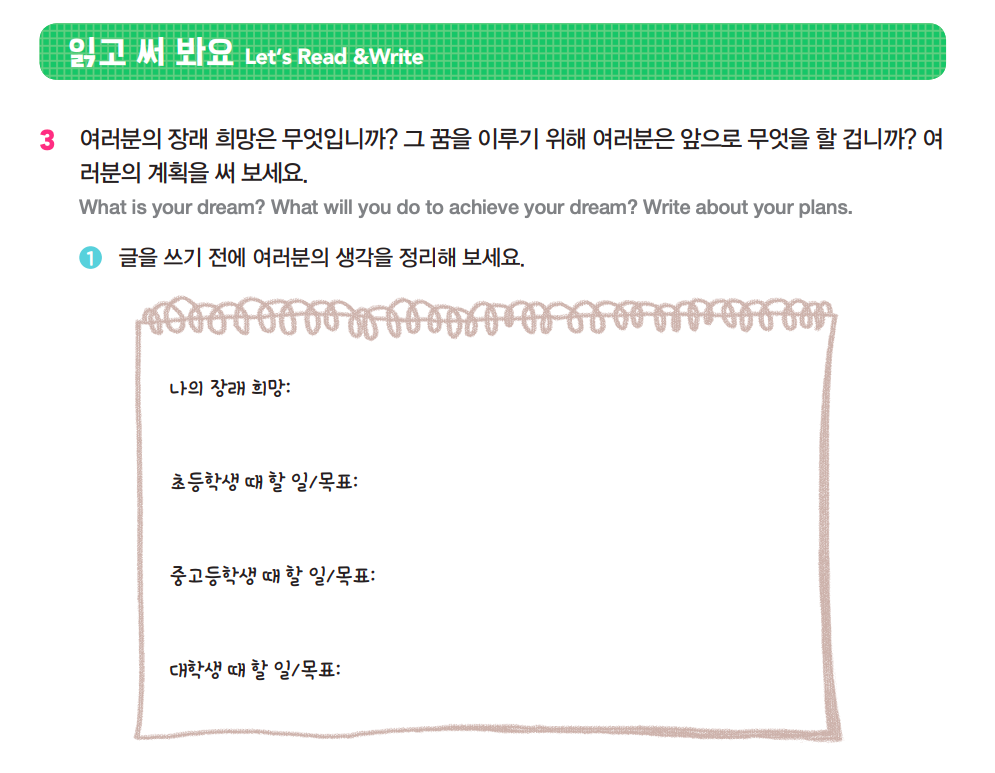 읽고 써 봐요 Let's Read &Write
3 여러분의 장래 희망은 무엇입니까? 그 꿈을 이루기 위해 여러분은 앞으로 무엇을 할 겁니까? 여
러분의 계획을 써 보세요.
What is your dream? What will you do to achieve your dream? Write about your plans.
1 글을 쓰기 전에 여러분의 생각을 정리해 보세요.
나의 장래 희망:
초등학생 때 할 일/목표:
중고등학생 때 할 일/목표:
대학생 때 할 일/목표: